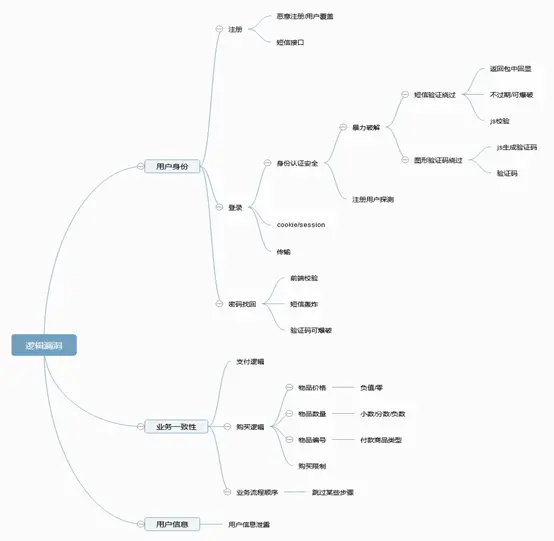 逻辑漏洞
用户身份
注册
恶意注册/用户覆盖
短信接口
登录
身份认证安全
暴力破解
短信验证绕过
返回包中回显
不过期/可爆破
js校验
图形验证码绕过
js生成验证码
验证码
注册用户探测
cookie/session
传输
密码找回
前端校验
短信轰炸
验证码可爆破
业务一致性
支付逻辑
购买逻辑
物品价格
负值/零
物品数量
小数/分数/负数
物品编号
付款商品类型
购买限制
业务流程顺序
跳过某些步骤
用户信息
用户信息泄露